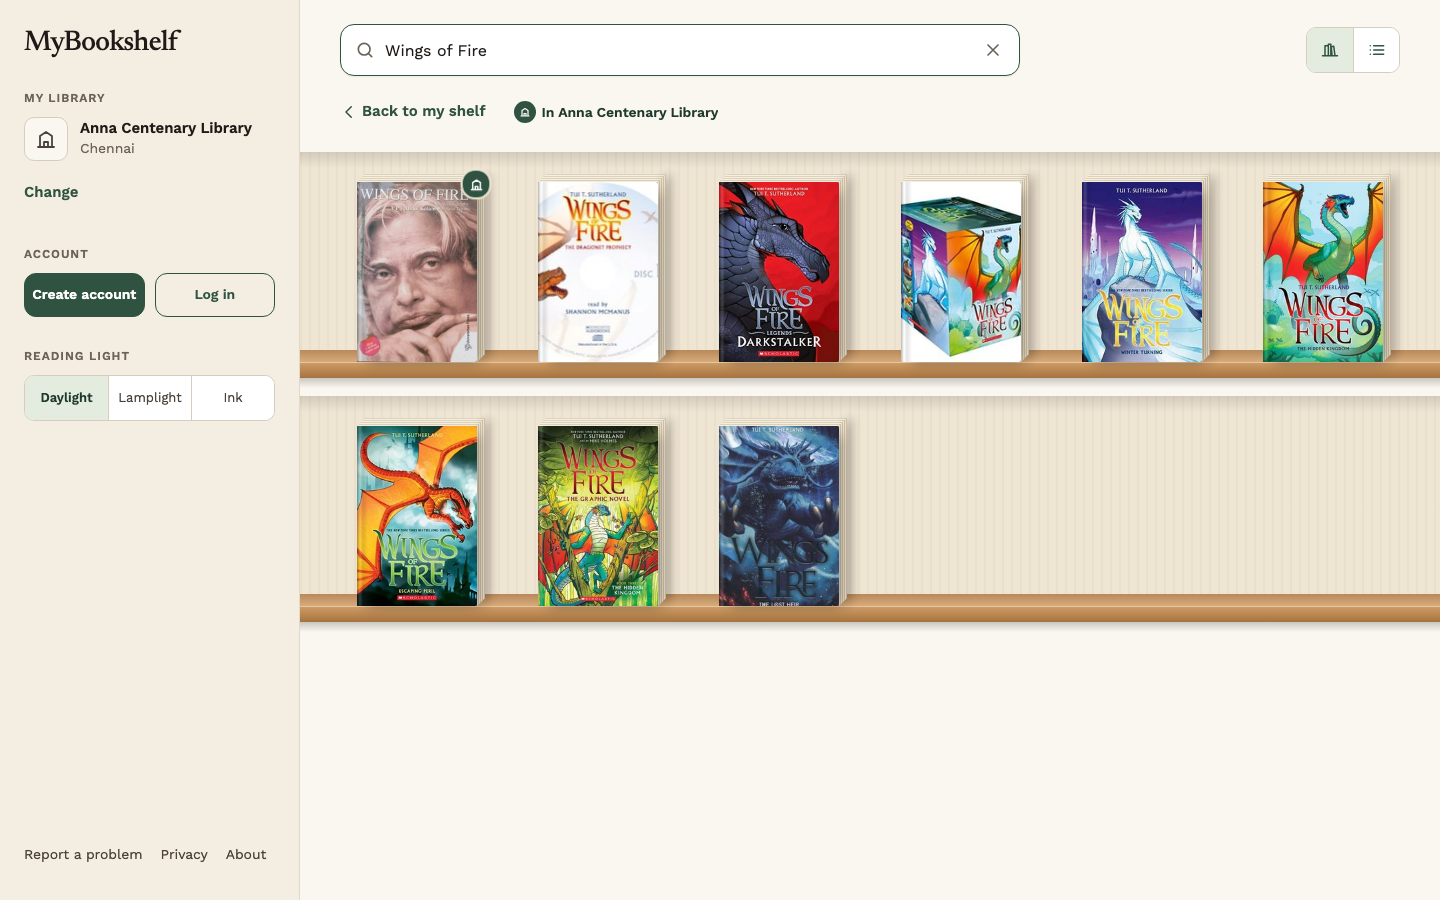 MyBookshelf
MY LIBRARY
Anna Centenary Library
Chennai
Change
ACCOUNT
Create account
Log in
READING LIGHT
Daylight
Lamplight
Ink
Report a problem
Privacy
About
Wings of Fire
Back to my shelf
In Anna Centenary Library
WINGS OF FIRE
TUI T. SUTHERLAND
WINGS
OF
FIRE
THE DRAGONET PROPHECY
DISC 1
read by
SHANNON MCMANUS
TUI T. SUTHERLAND
WINGS
OF
FIRE
LEGENDS
DARKSTALKER
SCHOLASTIC
TUI T. SUTHERLAND
WINGS
OF
FIRE
TUI T. SUTHERLAND
WINGS
OF
FIRE
WINTER TURNING
TUI T. SUTHERLAND
WINGS
OF
FIRE
THE HIDDEN KINGDOM
TUI T. SUTHERLAND
WINGS
OF
FIRE
ESCAPING PERIL
SCHOLASTIC
TUI T. SUTHERLAND
WINGS
OF
FIRE
THE GRAPHIC NOVEL
THE HIDDEN
KINGDOM
TUI T. SUTHERLAND
WINGS
OF
FIRE
THE LOST HEIR